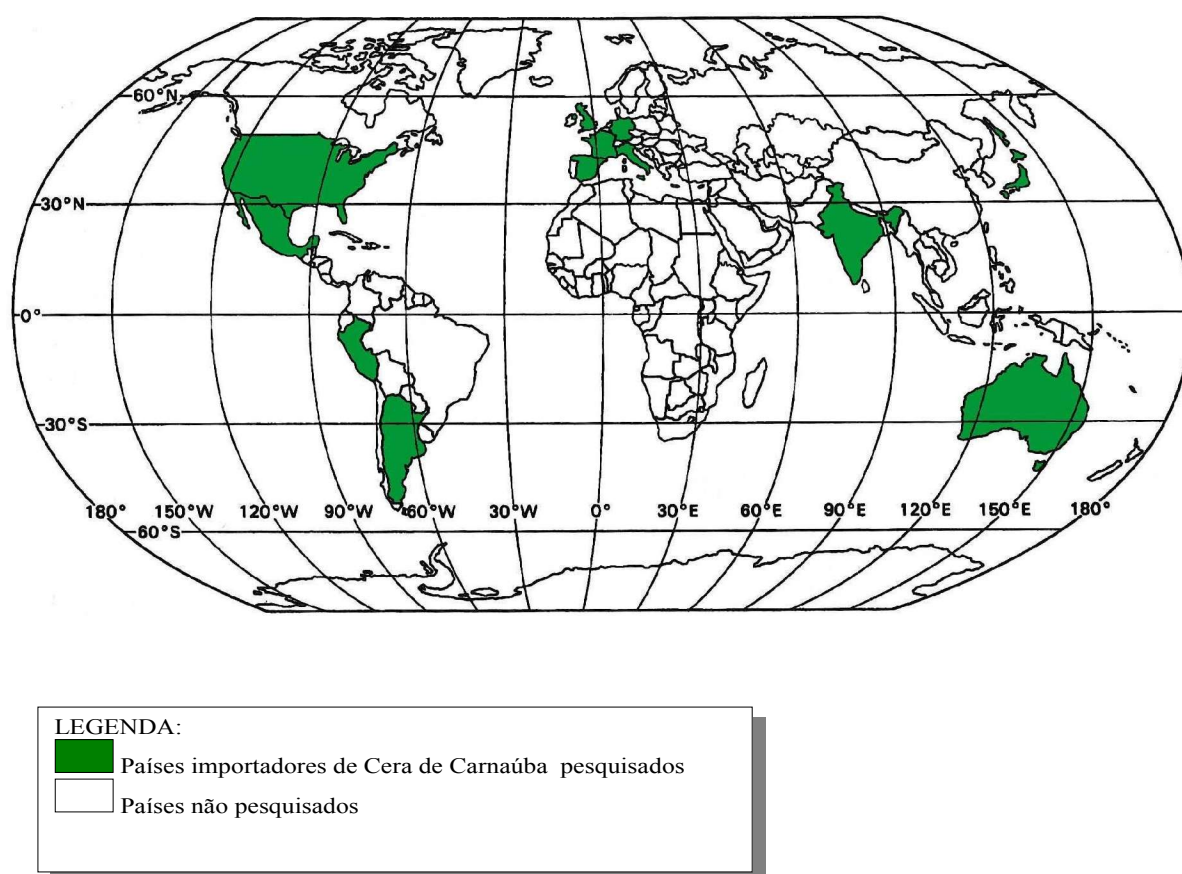 60°N
30°N
0°
30°S
180° 150°W 120°W 90°W 60°W 30°W 0° 30°E 60°E 90°E 120°E 150°E 180°
60°S
LEGENDA:
Países importadores de Cera de Carnaúba pesquisados
Países não pesquisados